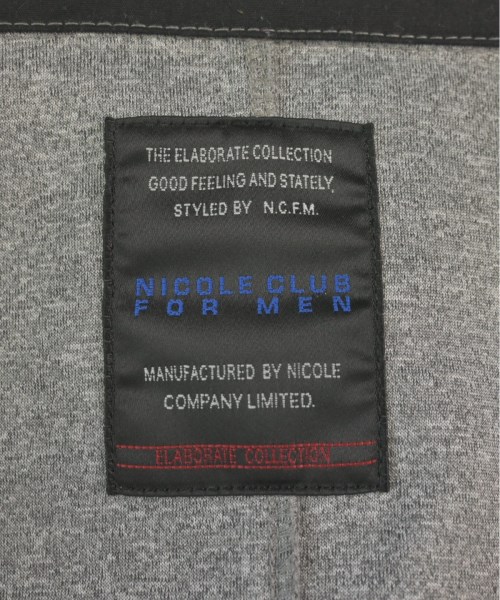 THE ELABORATE COLLECTION
GOOD FEELING AND STATELY,
STYLED BY N.C.F.M.
NICOLE CLUB
FOR MEN
MANUFACTURED BY NICOLE
COMPANY LIMITED.
ELABORATE COLLECTION